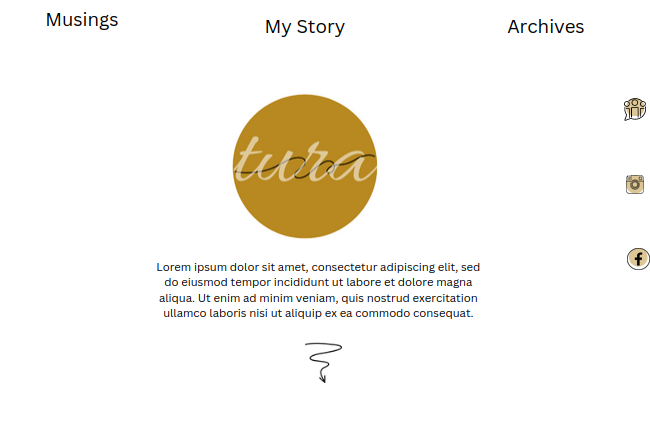 Musings
My Story
Archives
tura
Lorem ipsum dolor sit amet, consectetur adipiscing elit, sed
do eiusmod tempor incididunt ut labore et dolore magna
aliqua. Ut enim ad minim veniam, quis nostrud exercitation
ullamco laboris nisi ut aliquip ex ea commodo consequat.